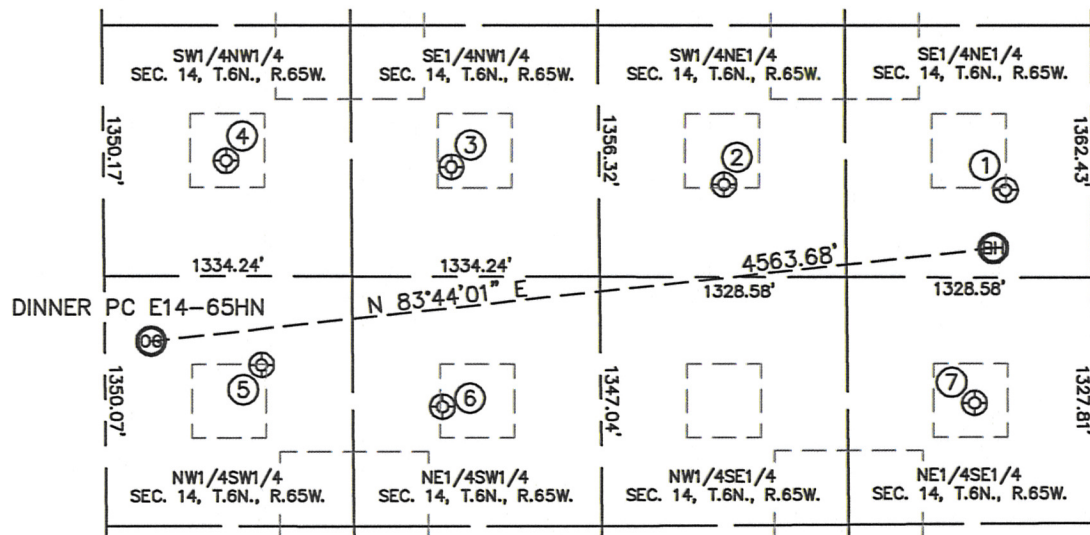 SW1/4NW1/4
SEC. 14, T.6N., R.65W.
SE1/4NW1/4
SEC. 14, T.6N., R.65W.
SW1/4NE1/4
SEC. 14, T.6N., R.65W.
SE1/4NE1/4
SEC. 14, T.6N., R.65W.
1350.17'
4
3
1356.32'
2
1
1362.43'
BH
1334.24'
1334.24'
4563.68'
1328.58'
1328.58'
N 83°44'01" E
DINNER PC E14-65HN
OG
1350.07'
5
6
1347.04'
7
1327.81'
NW1/4SW1/4
SEC. 14, T.6N., R.65W.
NE1/4SW1/4
SEC. 14, T.6N., R.65W.
NW1/4SE1/4
SEC. 14, T.6N., R.65W.
NE1/4SE1/4
SEC. 14, T.6N., R.65W.